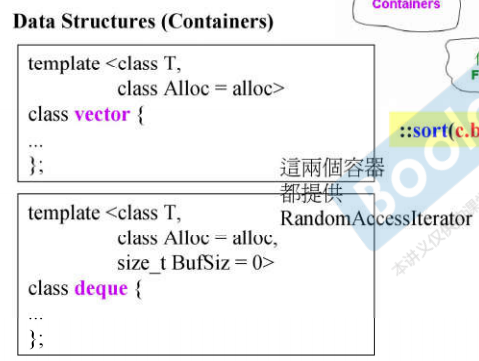 Containers
Data Structures (Containers)
template <class T,
class Alloc = alloc>
class vector {
...
};
::sort(c.b
這兩個容器
都提供
RandomAccessIterator
template <class T,
class Alloc = alloc,
size_t BufSiz = 0>
class deque {
...
};